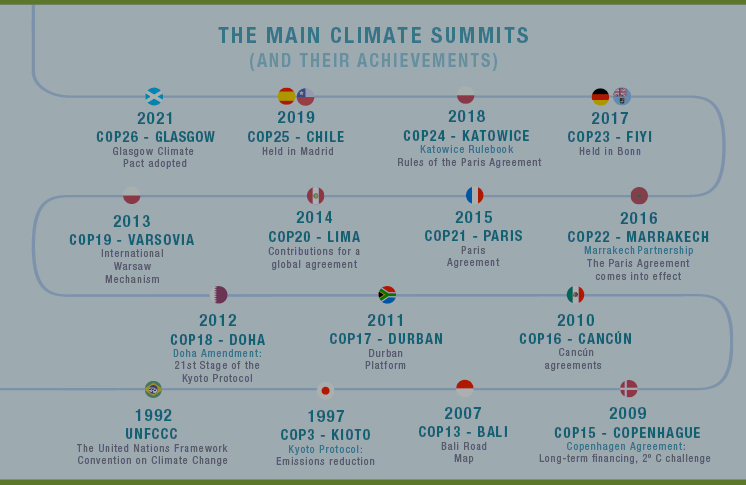 THE MAIN CLIMATE SUMMITS
(AND THEIR ACHIEVEMENTS)
2021
COP26 - GLASGOW
Glasgow Climate
Pact adopted
2019
COP25 - CHILE
Held in Madrid
2018
COP24 - KATOWICE
Katowice Rulebook
Rules of the Paris Agreement
2017
COP23 - FIYI
Held in Bonn
2013
COP19 - VARSOVIA
International
Warsaw
Mechanism
2014
COP20 - LIMA
Contributions for a
global agreement
2015
COP21 - PARIS
Paris
Agreement
2016
COP22 - MARRAKECH
Marrakech Partnership
The Paris Agreement
comes into effect
2012
COP18 - DOHA
Doha Amendment:
21st Stage of the
Kyoto Protocol
2011
COP17 - DURBAN
Durban
Platform
2010
COP16 - CANCÚN
Cancún
agreements
1992
UNFCCC
The United Nations Framework
Convention on Climate Change
1997
COP3 - KIOTO
Kyoto Protocol:
Emissions reduction
2007
COP13 - BALI
Bali Road
Map
2009
COP15 - COPENHAGUE
Copenhagen Agreement:
Long-term financing, 2º C challenge